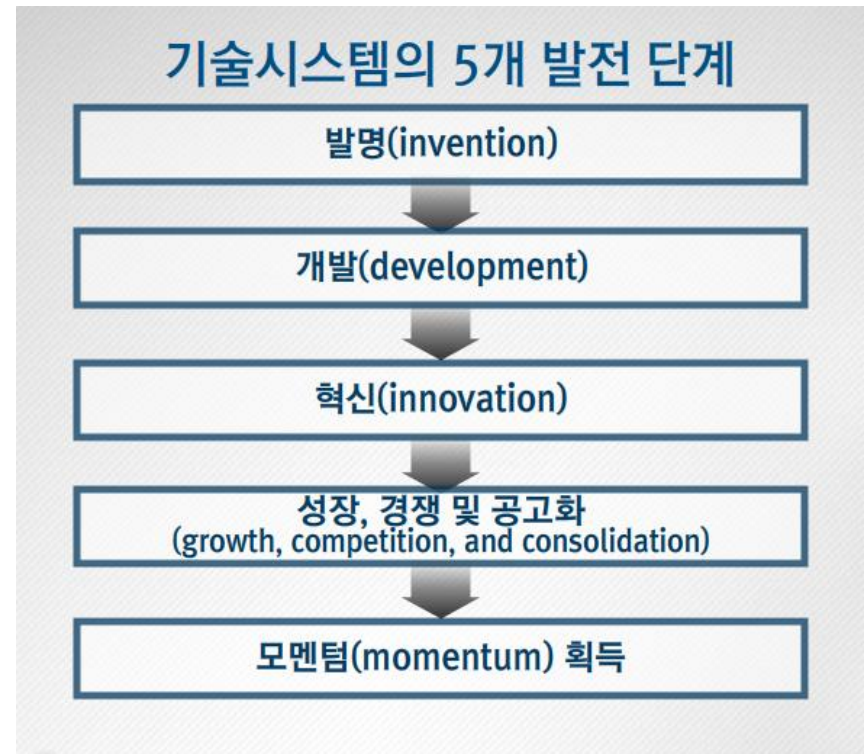 기술시스템의 5개 발전 단계
발명(invention)
개발(development)
혁신(innovation)
성장, 경쟁 및 공고화
(growth, competition, and consolidation)
모멘텀(momentum) 획득